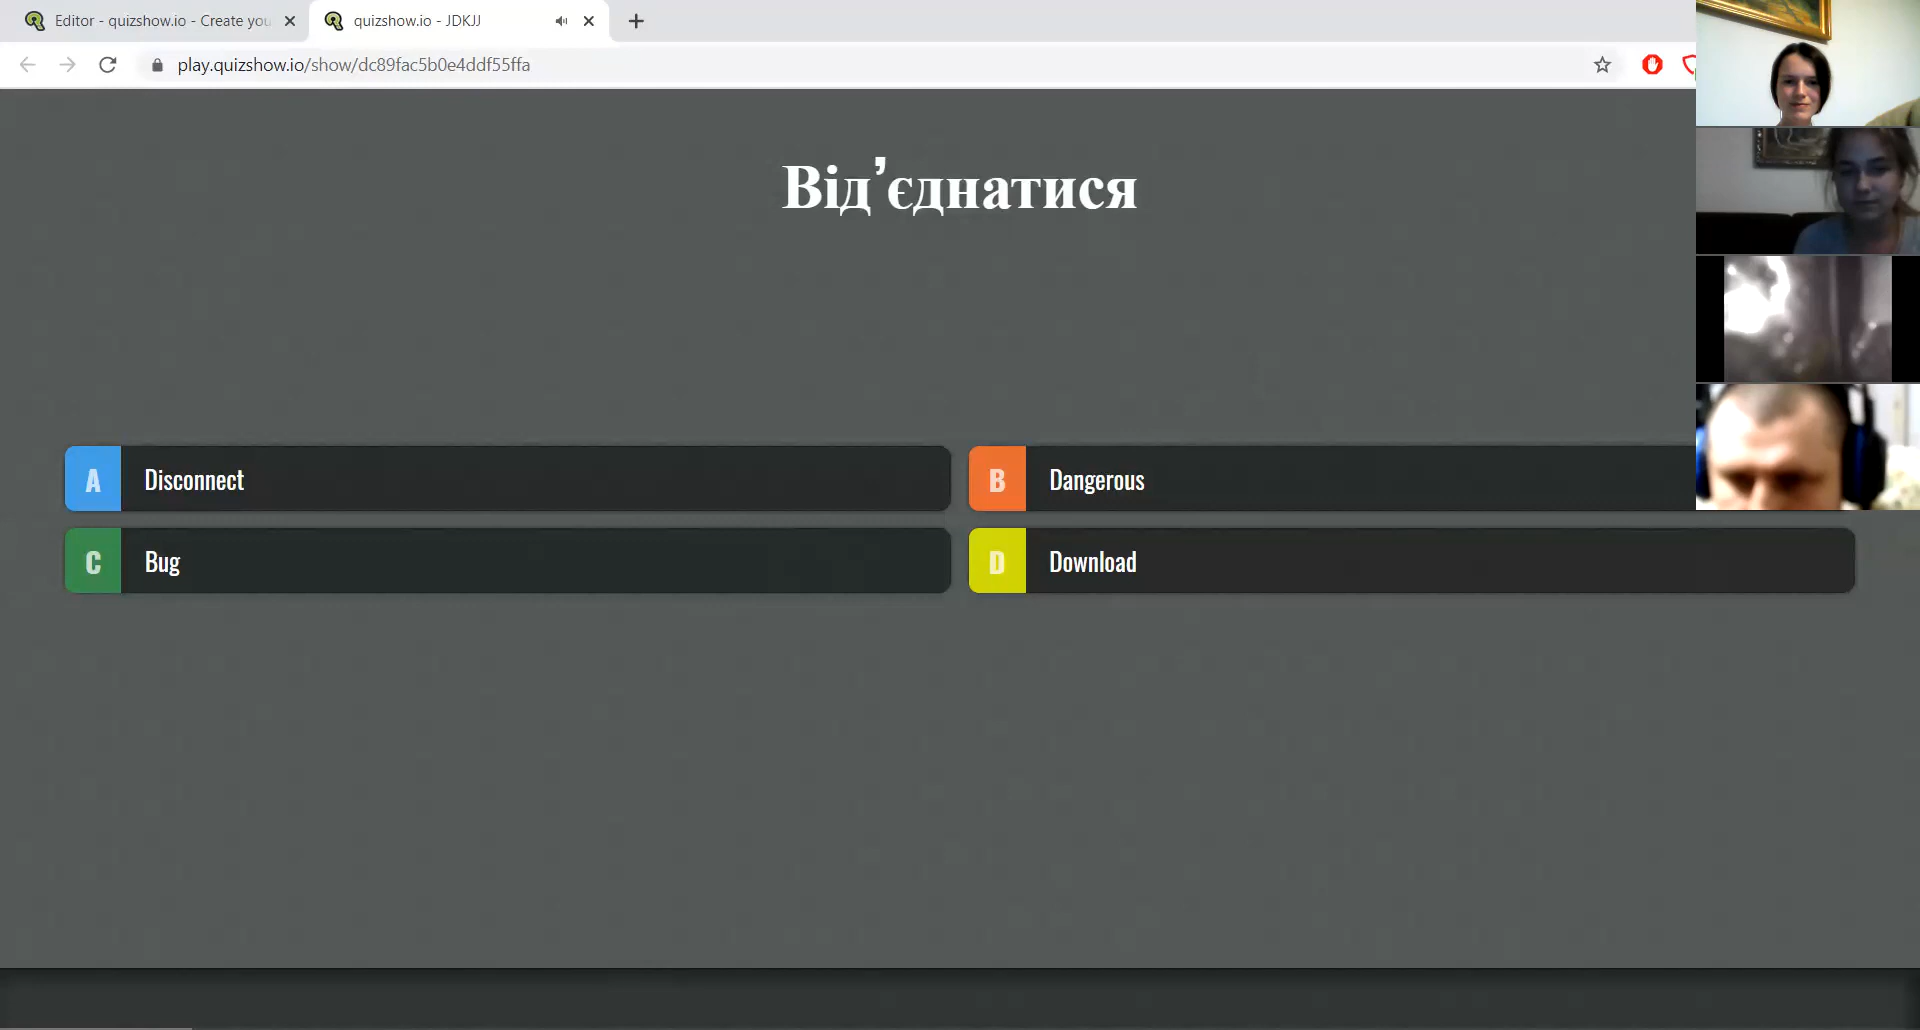 Editor - quizshow.io - Create you
quizshow.io - JDKJJ
play.quizshow.io/show/dc89fac5b0e4ddf55ffa
Від’єднатися
A Disconnect
B Dangerous
C Bug
D Download